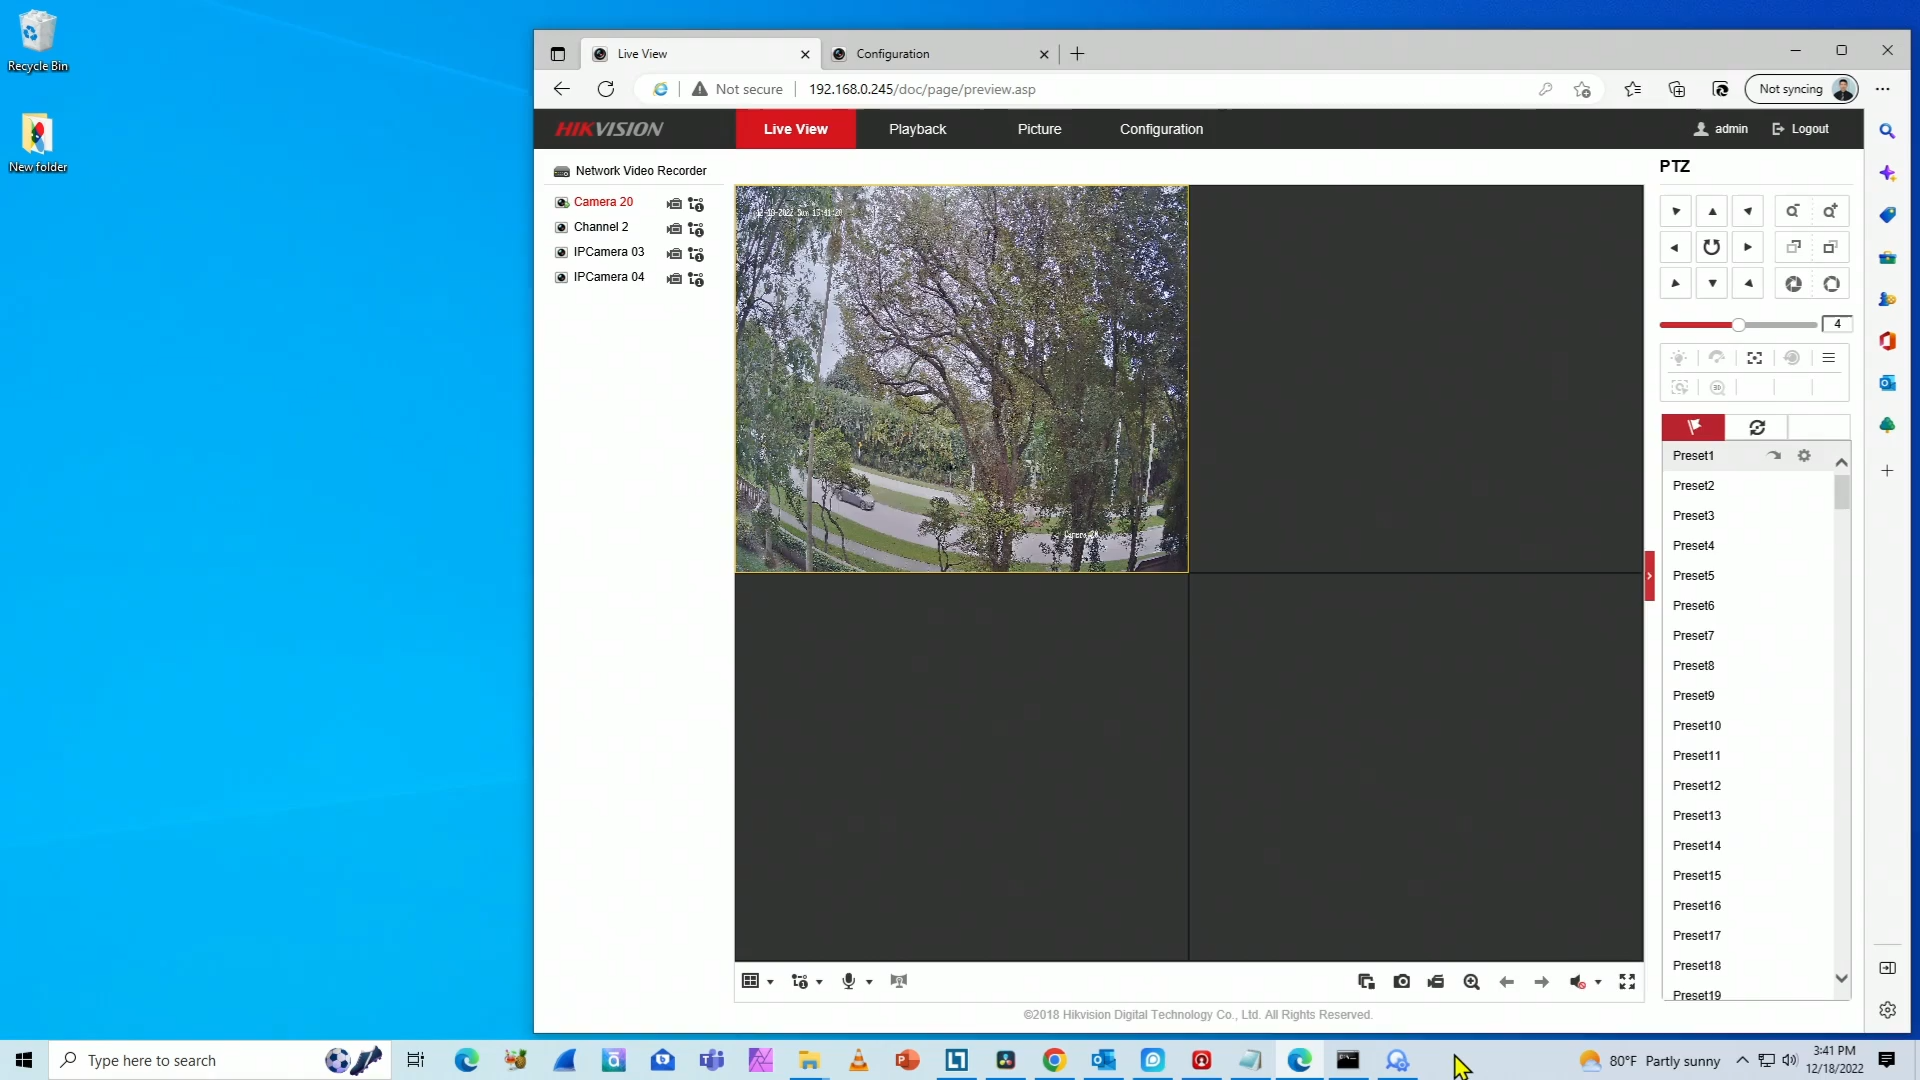 Recycle Bin
New folder
Live View
Configuration
Not secure
192.168.0.245/doc/page/preview.asp
Not syncing
HIKVISION
Live View
Playback
Picture
Configuration
admin
Logout
Network Video Recorder
Camera 20
Channel 2
IPCamera 03
IPCamera 04
Camera 20
PTZ
4
Preset1
Preset2
Preset3
Preset4
Preset5
Preset6
Preset7
Preset8
Preset9
Preset10
Preset11
Preset12
Preset13
Preset14
Preset15
Preset16
Preset17
Preset18
Preset19
©2018 Hikvision Digital Technology Co., Ltd. All Rights Reserved.
Type here to search
80°F Partly sunny
3:41 PM
12/18/2022